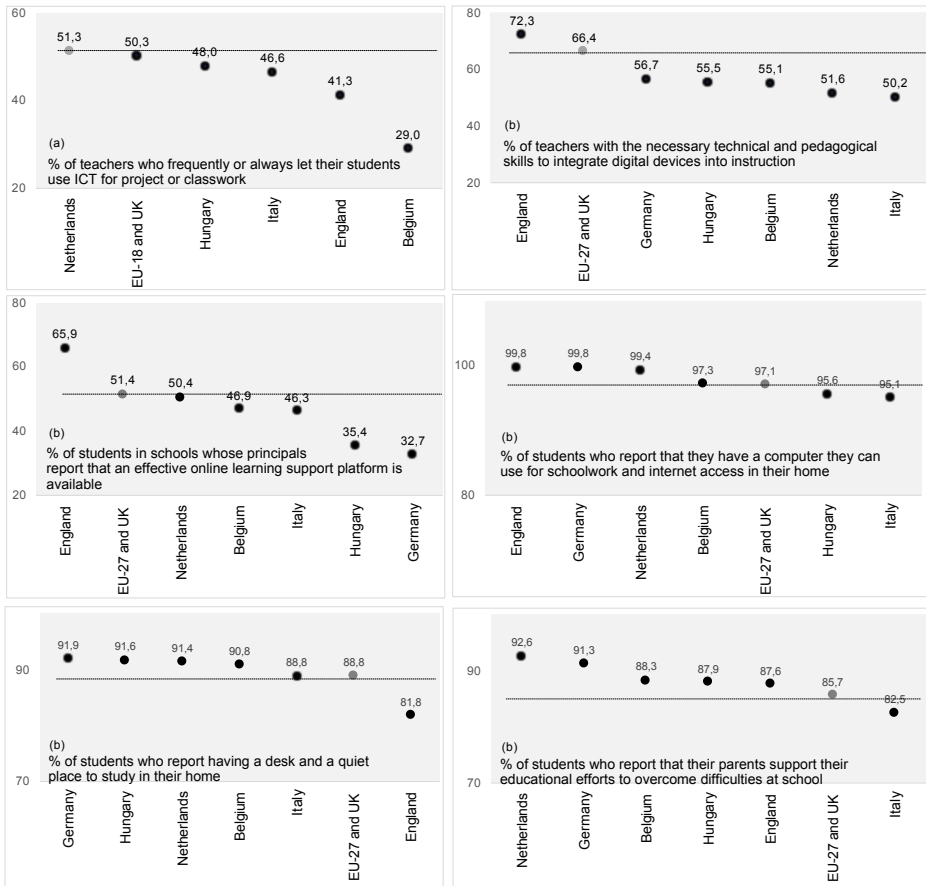 60
40
20
51,3
50,3
48,0
46,6
41,3
29,0
(a)
% of teachers who frequently or always let their students
use ICT for project or classwork
Netherlands
EU-18 and UK
Hungary
Italy
England
Belgium
80
60
40
20
72,3
66,4
56,7
55,5
55,1
51,6
50,2
(b)
% of teachers with the necessary technical and pedagogical
skills to integrate digital devices into instruction
England
EU-27 and UK
Germany
Hungary
Belgium
Netherlands
Italy
80
60
40
20
65,9
51,4
50,4
46,9
46,3
35,4
32,7
(b)
% of students in schools whose principals
report that an effective online learning support platform is
available
England
EU-27 and UK
Netherlands
Belgium
Italy
Hungary
Germany
100
80
99,8
99,8
99,4
97,3
97,1
95,6
95,1
(b)
% of students who report that they have a computer they can
use for schoolwork and internet access in their home
England
Germany
Netherlands
Belgium
EU-27 and UK
Hungary
Italy
90
70
91,9
91,6
91,4
90,8
88,8
88,8
81,8
(b)
% of students who report having a desk and a quiet
place to study in their home
Germany
Hungary
Netherlands
Belgium
Italy
EU-27 and UK
England
90
70
92,6
91,3
88,3
87,9
87,6
85,7
82,5
(b)
% of students who report that their parents support their
educational efforts to overcome difficulties at school
Netherlands
Germany
Belgium
Hungary
England
EU-27 and UK
Italy